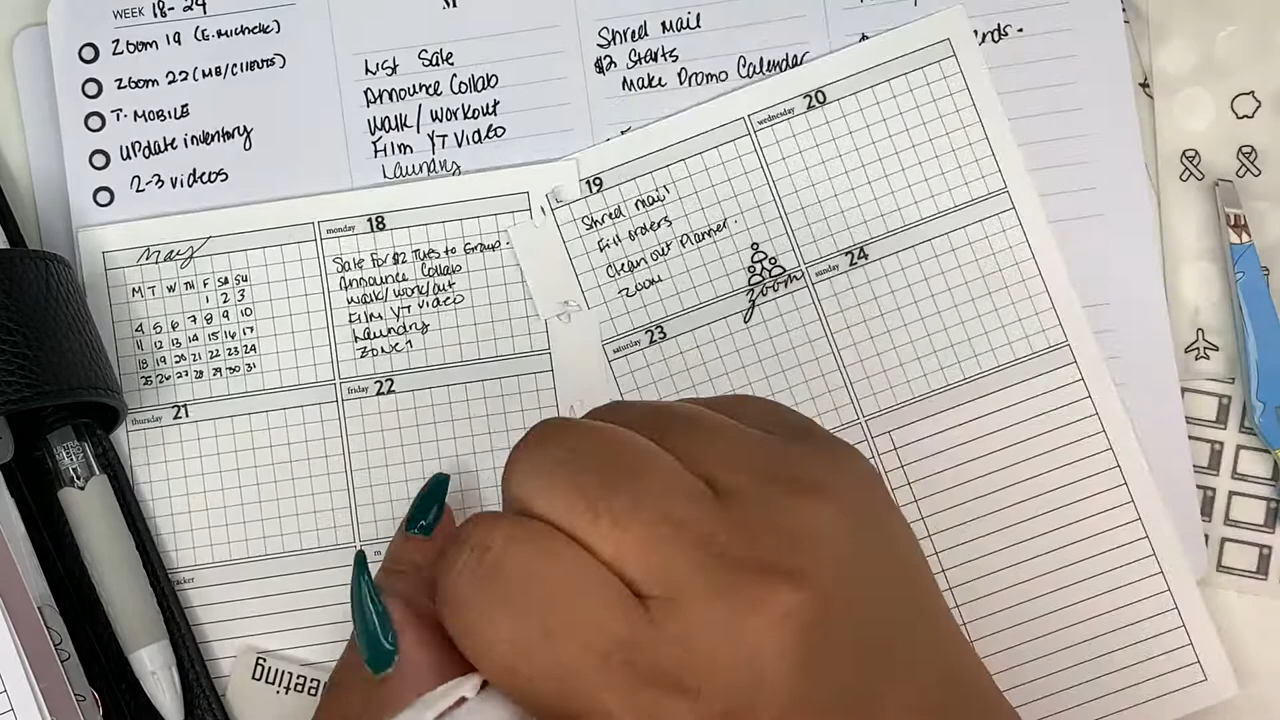 WEEK 18-24
Zoom 19 (E. Michelle)
Zoom 22 (MB/Clients)
T. MOBILE
update inventory
2-3 videos
List Sale
Announce Collab
Walk/Workout
Film YT Video
Laundry
Shred Mail
$2 Starts
Make Promo Calendar
May
M T W TH F SA SU
1 2 3
4 5 6 7 8 9 10
11 12 13 14 15 16 17
18 19 20 21 22 23 24
25 26 27 28 29 30 31
monday 18
Sale for $2 Tues to Group.
Announce Collab
Walk/workout
Film YT video
Laundry
Zone 1
19
Shred mail
Fill orders
Clean out Planner.
Zoom
zoom
wednesday 20
thursday 21
friday 22
saturday 23
sunday 24
racker
m
eeting